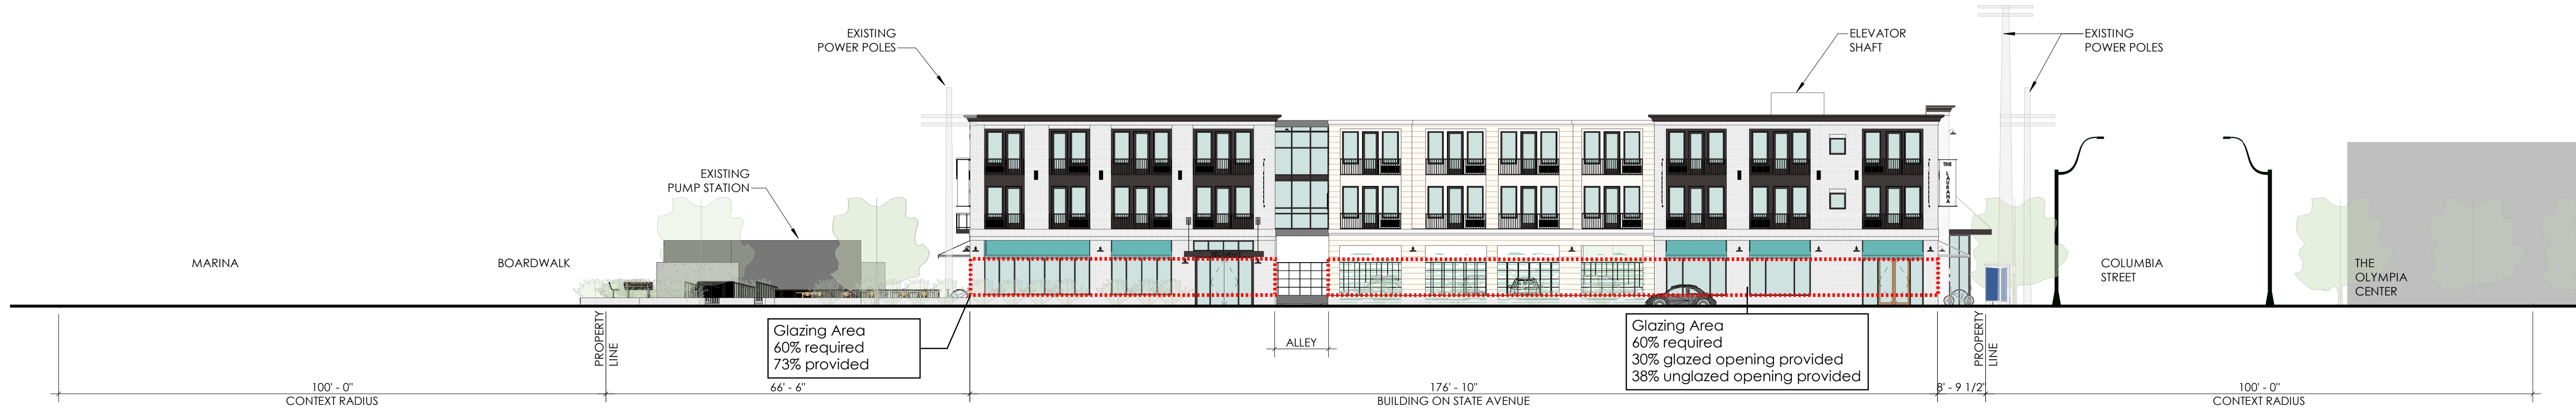 EXISTING
POWER POLES
ELEVATOR
SHAFT
EXISTING
POWER POLES
EXISTING
PUMP STATION
THE
LAURANA
RESTAURANT
MARINA
BOARDWALK
COLUMBIA
STREET
THE
OLYMPIA
CENTER
PROPERTY
LINE
Glazing Area
60% required
73% provided
ALLEY
Glazing Area
60% required
30% glazed opening provided
38% unglazed opening provided
PROPERTY
LINE
100' - 0"
66' - 6"
176' - 10"
8' - 9 1/2"
100' - 0"
CONTEXT RADIUS
BUILDING ON STATE AVENUE
CONTEXT RADIUS